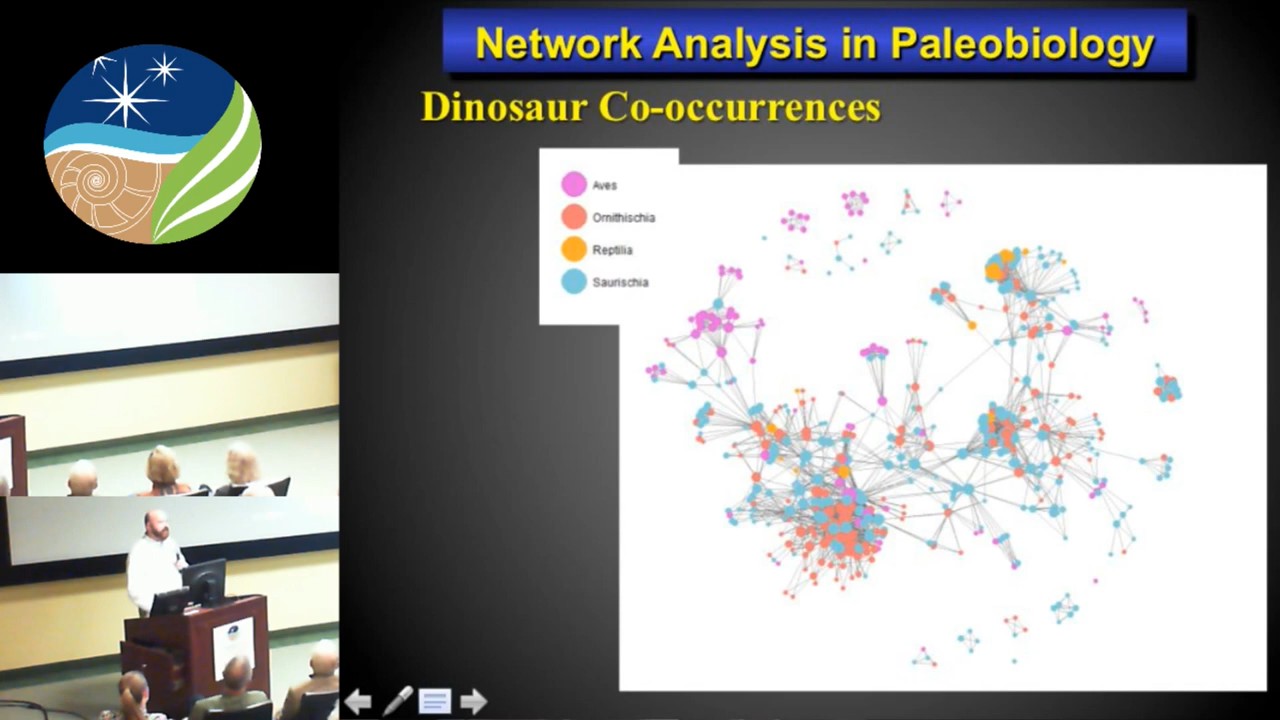 Network Analysis in Paleobiology
Dinosaur Co-occurrences
Aves
Ornithischia
Reptilia
Saurischia